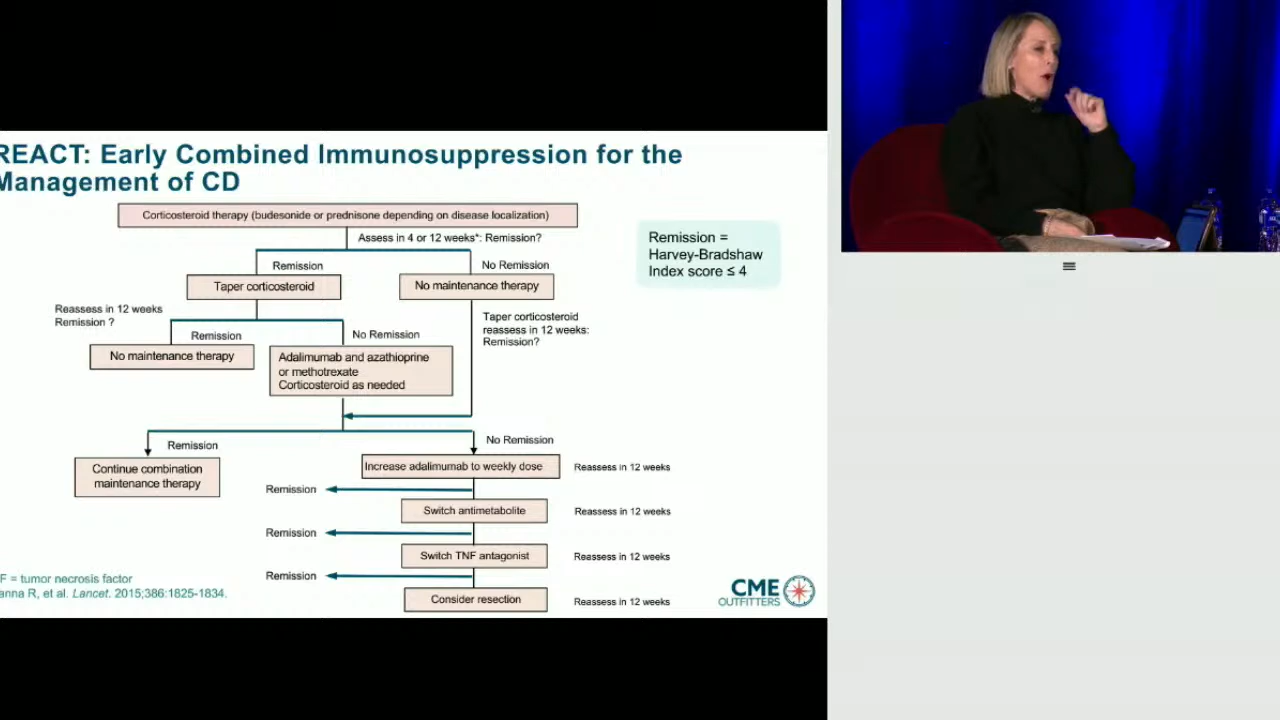 REACT: Early Combined Immunosuppression for the
Management of CD
Corticosteroid therapy (budesonide or prednisone depending on disease localization)
Assess in 4 or 12 weeks*: Remission?
Remission =
Harvey-Bradshaw
Index score ≤ 4
Remission
No Remission
Taper corticosteroid
No maintenance therapy
Reassess in 12 weeks
Remission ?
Taper corticosteroid
reassess in 12 weeks:
Remission?
Remission
No Remission
No maintenance therapy
Adalimumab and azathioprine
or methotrexate
Corticosteroid as needed
Remission
No Remission
Continue combination
maintenance therapy
Increase adalimumab to weekly dose
Reassess in 12 weeks
Remission
Switch antimetabolite
Reassess in 12 weeks
Remission
Switch TNF antagonist
Reassess in 12 weeks
Remission
Consider resection
Reassess in 12 weeks
F = tumor necrosis factor
anna R, et al. Lancet. 2015;386:1825-1834.
CME
OUTFITTERS